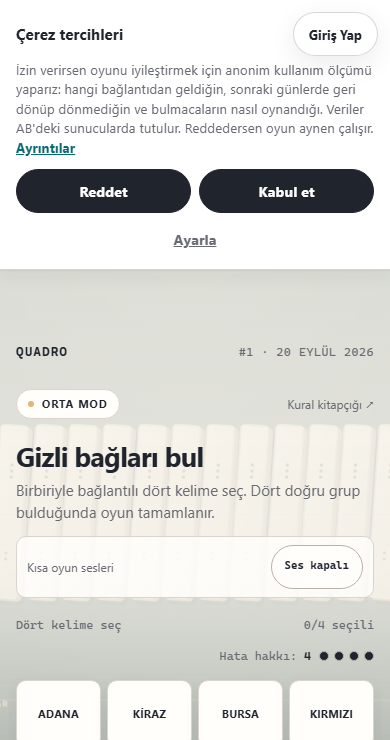 Çerez tercihleri
Giriş Yap
İzin verirsen oyunu iyileştirmek için anonim kullanım ölçümü
yaparız: hangi bağlantıdan geldiğin, sonraki günlerde geri
dönüp dönmediğin ve bulmacaların nasıl oynandığı. Veriler
AB'deki sunucularda tutulur. Reddedersen oyun aynen çalışır.
Ayrıntılar
Reddet
Kabul et
Ayarla
QUADRO
#1 · 20 EYLÜL 2026
ORTA MOD
Kural kitapçığı ↗
Gizli bağları bul
Birbiriyle bağlantılı dört kelime seç. Dört doğru grup
bulduğunda oyun tamamlanır.
Kısa oyun sesleri
Ses kapalı
Dört kelime seç
0/4 seçili
Hata hakkı: 4
ADANA
KİRAZ
BURSA
KIRMIZI